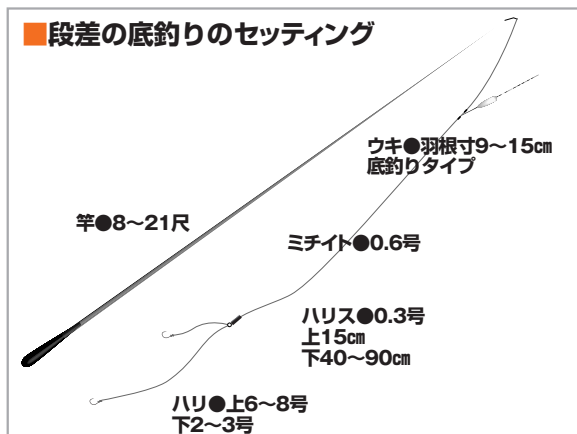 ■段差の底釣りのセッティング
ウキ●羽根寸9〜15㎝
底釣りタイプ
竿●8〜21尺
ミチイト●0.6号
ハリス●0.3号
上15㎝
下40〜90㎝
ハリ●上6〜8号
下2〜3号